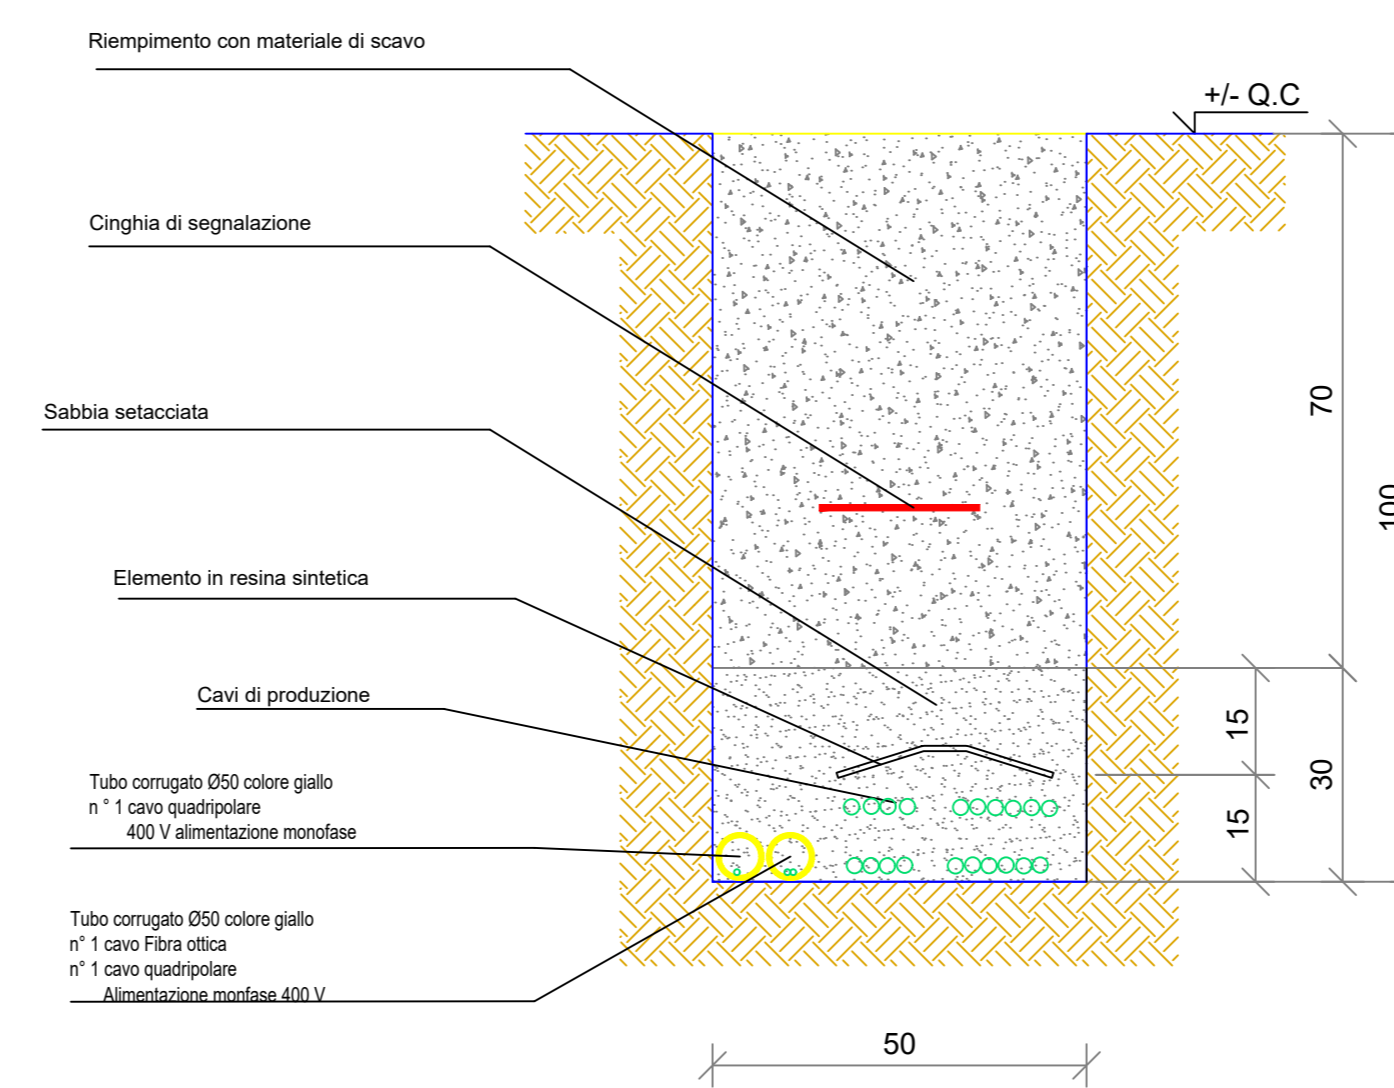 Riempimento con materiale di scavo
+/- Q.C
Cinghia di segnalazione
70
Sabbia setacciata
100
Elemento in resina sintetica
Cavi di produzione
15
30
15
Tubo corrugato Ø50 colore giallo
n ° 1 cavo quadripolare
400 V alimentazione monofase
Tubo corrugato Ø50 colore giallo
n° 1 cavo Fibra ottica
n° 1 cavo quadripolare
Alimentazione monfase 400 V
50